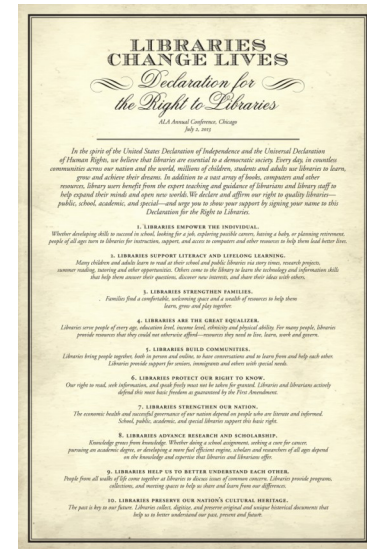 LIBRARIES
CHANGE LIVES
Declaration for
the Right to Libraries
ALA Annual Conference, Chicago
July 2, 2013
In the spirit of the United States Declaration of Independence and the Universal Declaration
of Human Rights, we believe that libraries are essential to a democratic society. Every day, in countless
communities across our nation and the world, millions of children, students and adults use libraries to learn,
grow and achieve their dreams. In addition to a vast array of books, computers and other
resources, library users benefit from the expert teaching and guidance of librarians and library staff to
help expand their minds and open new worlds. We declare and affirm our right to quality libraries—
public, school, academic, and special—and urge you to show your support by signing your name to this
Declaration for the Right to Libraries.
1. LIBRARIES EMPOWER THE INDIVIDUAL.
Whether developing skills to succeed in school, looking for a job, exploring possible careers, having a baby, or planning retirement,
people of all ages turn to libraries for instruction, support, and access to computers and other resources to help them lead better lives.
2. LIBRARIES SUPPORT LITERACY AND LIFELONG LEARNING.
Many children and adults learn to read at their school and public libraries via story times, research projects,
summer reading, tutoring and other opportunities. Others come to the library to learn the technology and information skills
that help them answer their questions, discover new interests, and share their ideas with others.
3. LIBRARIES STRENGTHEN FAMILIES.
Families find a comfortable, welcoming space and a wealth of resources to help them
learn, grow and play together.
4. LIBRARIES ARE THE GREAT EQUALIZER.
Libraries serve people of every age, education level, income level, ethnicity and physical ability. For many people, libraries
provide resources that they could not otherwise afford—resources they need to live, learn, work and govern.
5. LIBRARIES BUILD COMMUNITIES.
Libraries bring people together, both in person and online, to have conversations and to learn from and help each other.
Libraries provide support for seniors, immigrants and others with special needs.
6. LIBRARIES PROTECT OUR RIGHT TO KNOW.
Our right to read, seek information, and speak freely must not be taken for granted. Libraries and librarians actively
defend this most basic freedom as guaranteed by the First Amendment.
7. LIBRARIES STRENGTHEN OUR NATION.
The economic health and successful governance of our nation depend on people who are literate and informed.
School, public, academic, and special libraries support this basic right.
8. LIBRARIES ADVANCE RESEARCH AND SCHOLARSHIP.
Knowledge grows from knowledge. Whether doing a school assignment, seeking a cure for cancer,
pursuing an academic degree, or developing a more fuel efficient engine, scholars and researchers of all ages depend
on the knowledge and expertise that libraries and librarians offer.
9. LIBRARIES HELP US TO BETTER UNDERSTAND EACH OTHER.
People from all walks of life come together at libraries to discuss issues of common concern. Libraries provide programs,
collections, and meeting spaces to help us share and learn from our differences.
10. LIBRARIES PRESERVE OUR NATION'S CULTURAL HERITAGE.
The past is key to our future. Libraries collect, digitize, and preserve original and unique historical documents that
help us to better understand our past, present and future.